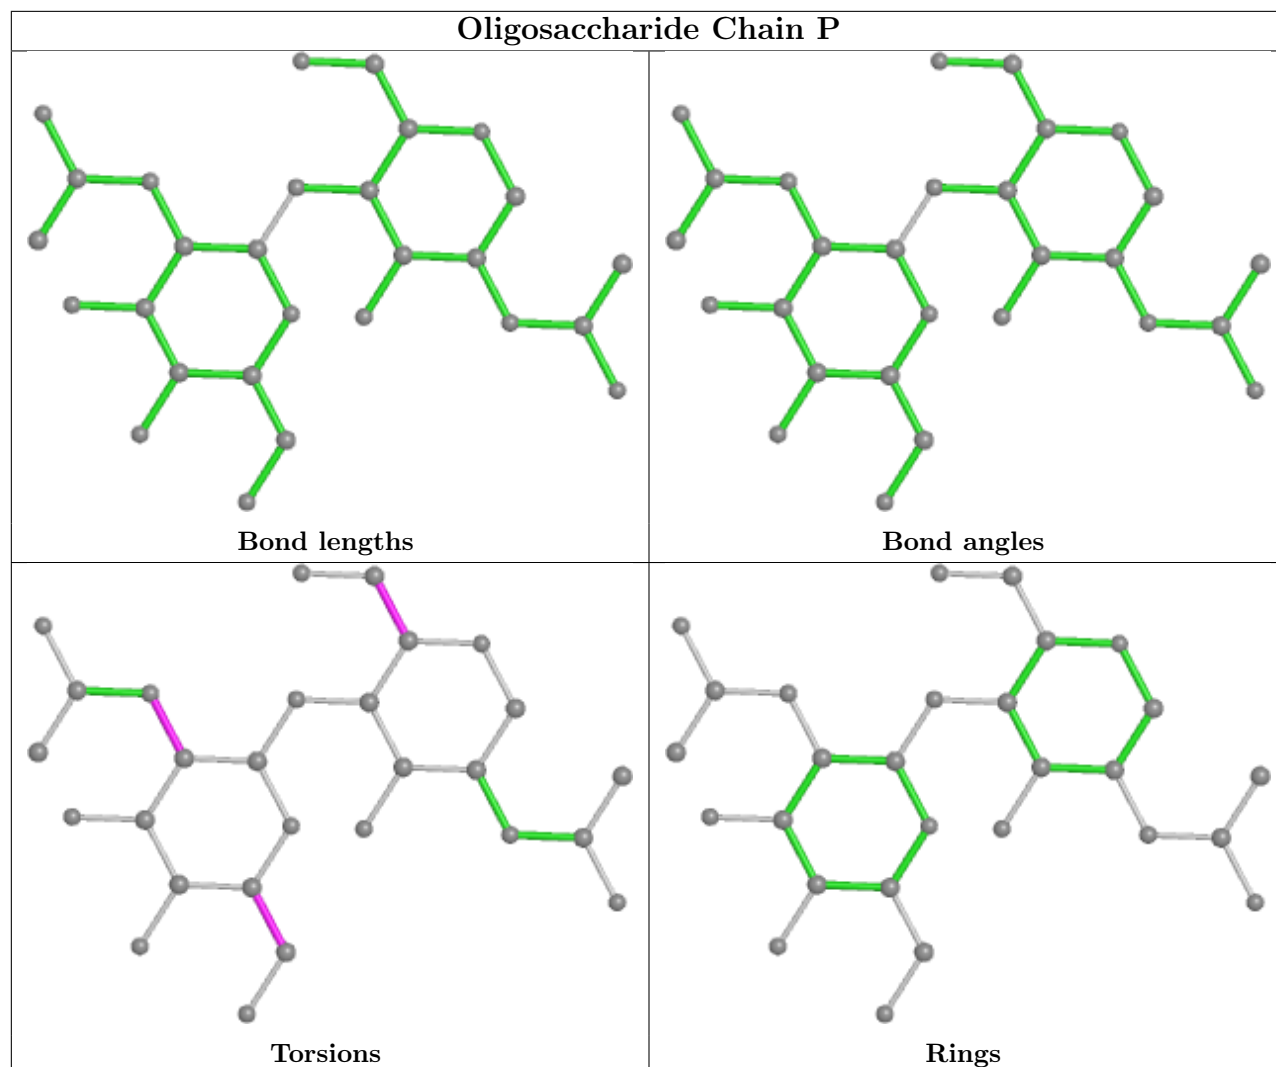 Oligosaccharide Chain P
Bond lengths
Bond angles
Torsions
Rings